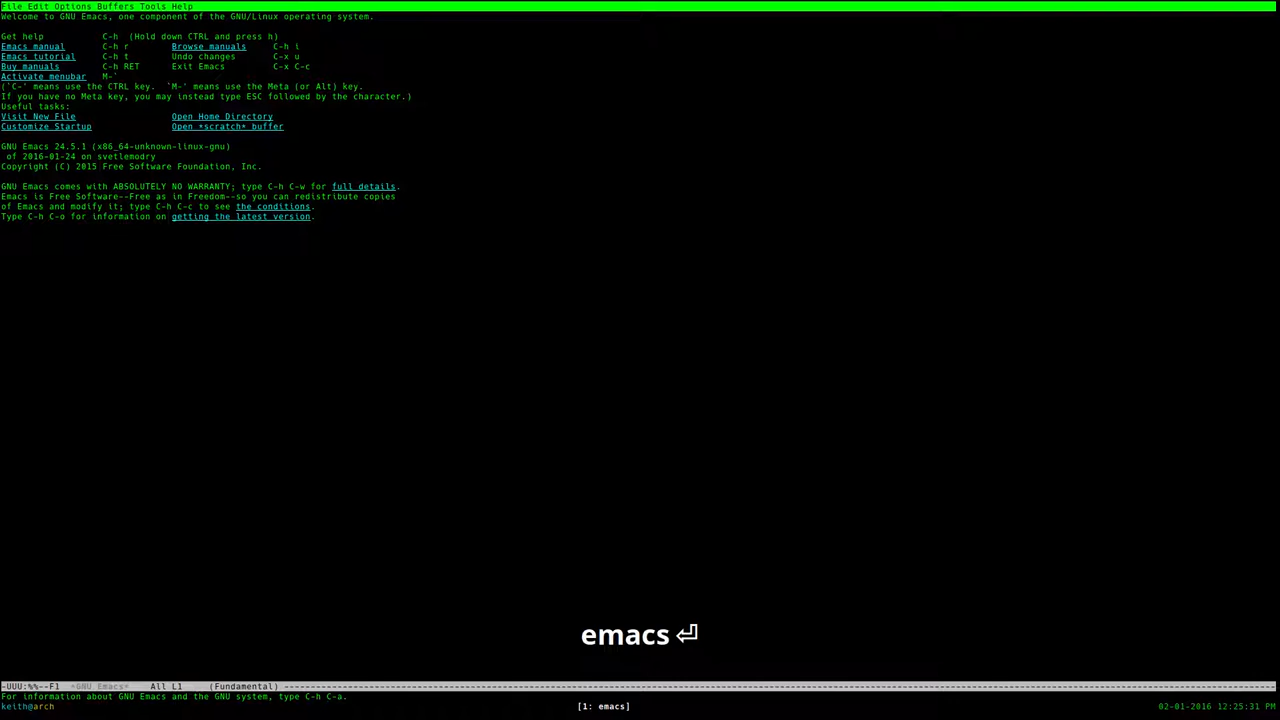 File Edit Options Buffers Tools Help
Welcome to GNU Emacs, one component of the GNU/Linux operating system.
Get help C-h (Hold down CTRL and press h)
Emacs manual C-h r Browse manuals C-h i
Emacs tutorial C-h t Undo changes C-x u
Buy manuals C-h RET Exit Emacs C-x C-c
Activate menubar M-`
(`C-' means use the CTRL key. `M-' means use the Meta (or Alt) key.
If you have no Meta key, you may instead type ESC followed by the character.)
Useful tasks:
Visit New File Open Home Directory
Customize Startup Open *scratch* buffer
GNU Emacs 24.5.1 (x86_64-unknown-linux-gnu)
of 2016-01-24 on svetlemodry
Copyright (C) 2015 Free Software Foundation, Inc.
GNU Emacs comes with ABSOLUTELY NO WARRANTY; type C-h C-w for full details.
Emacs is Free Software--Free as in Freedom--so you can redistribute copies
of Emacs and modify it; type C-h C-c to see the conditions.
Type C-h C-o for information on getting the latest version.
emacs ⏎
-UUU:%%--F1 *GNU Emacs* All L1 (Fundamental) ----------------------------------------
For information about GNU Emacs and the GNU system, type C-h C-a.
keith@arch [1: emacs] 02-01-2016 12:25:31 PM